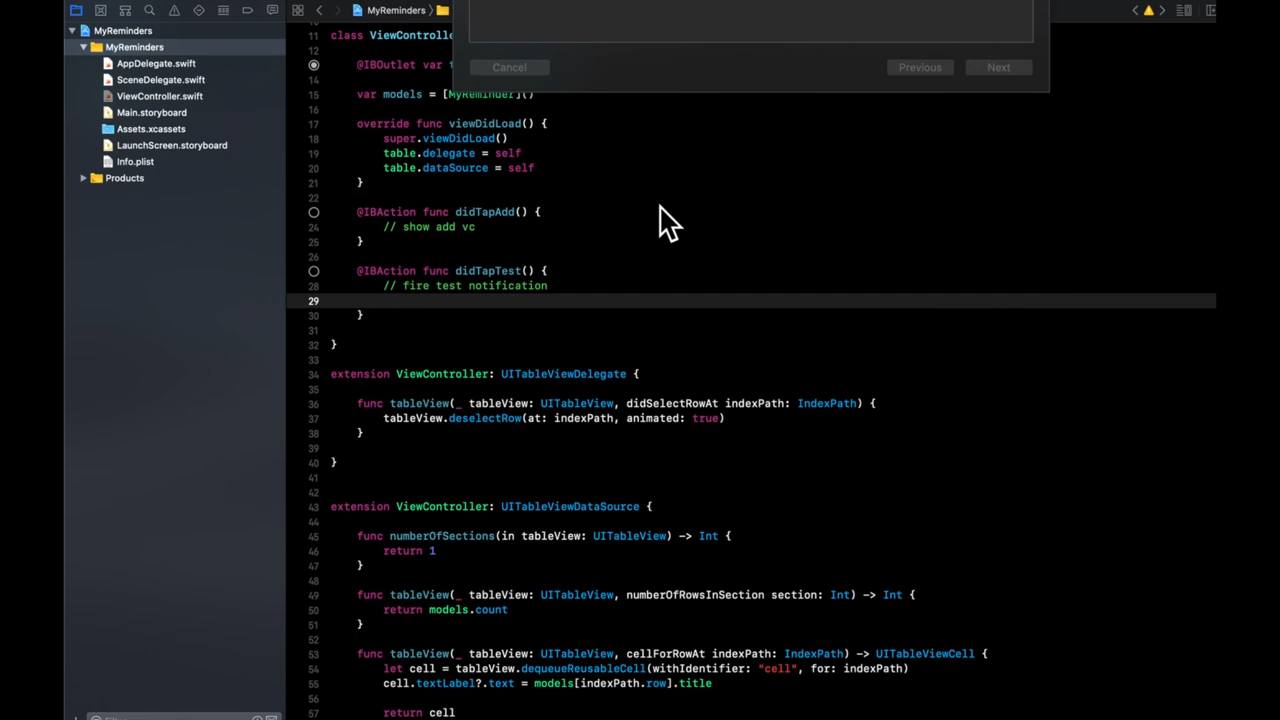 MyReminders
MyReminders
AppDelegate.swift
SceneDelegate.swift
ViewController.swift
Main.storyboard
Assets.xcassets
LaunchScreen.storyboard
Info.plist
Products
MyReminders
Cancel
Previous
Next
11 class ViewControlle
12
@IBOutlet var
14
15 var models = [MyReminder]()
16
17 override func viewDidLoad() {
18 super.viewDidLoad()
19 table.delegate = self
20 table.dataSource = self
21 }
22
@IBAction func didTapAdd() {
24 // show add vc
25 }
26
@IBAction func didTapTest() {
28 // fire test notification
29
30 }
31
32 }
33
34 extension ViewController: UITableViewDelegate {
35
36 func tableView(_ tableView: UITableView, didSelectRowAt indexPath: IndexPath) {
37 tableView.deselectRow(at: indexPath, animated: true)
38 }
39
40 }
41
42
43 extension ViewController: UITableViewDataSource {
44
45 func numberOfSections(in tableView: UITableView) -> Int {
46 return 1
47 }
48
49 func tableView(_ tableView: UITableView, numberOfRowsInSection section: Int) -> Int {
50 return models.count
51 }
52
53 func tableView(_ tableView: UITableView, cellForRowAt indexPath: IndexPath) -> UITableViewCell {
54 let cell = tableView.dequeueReusableCell(withIdentifier: "cell", for: indexPath)
55 cell.textLabel?.text = models[indexPath.row].title
56
57 return cell